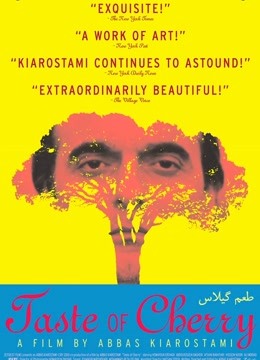 "EXQUISITE!"
-The New York Times
"A WORK OF ART!"
-New York Post
"KIAROSTAMI CONTINUES TO ASTOUND!"
-New York Daily News
"EXTRAORDINARILY BEAUTIFUL!"
-The Village Voice
طعم گیلاس
Taste OF Cherry
A FILM BY ABBAS KIAROSTAMI